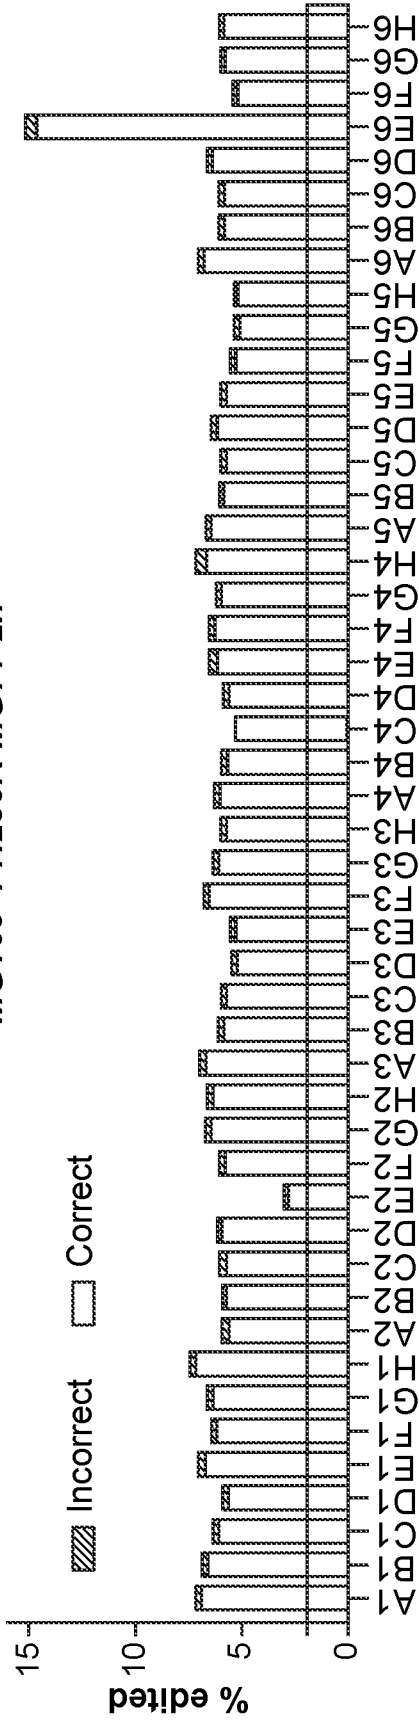 Incorrect
Correct
% edited
15
10
5
0
A1 B1 C1 D1 E1 F1 G1 H1 A2 B2 C2 D2 E2 F2 G2 H2 A3 B3 C3 D3 E3 F3 G3 H3 A4 B4 C4 D4 E4 F4 G4 H4 A5 B5 C5 D5 E5 F5 G5 H5 A6 B6 C6 D6 E6 F6 G6 H6